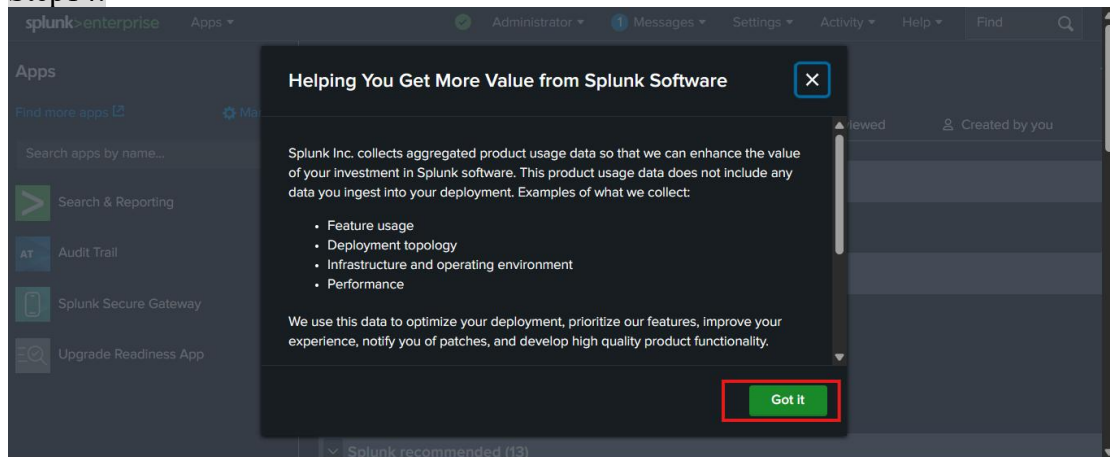 splunk>enterprise Apps ▾ Administrator ▾ 1 Messages ▾ Settings ▾ Activity ▾ Help ▾ Find
Apps
Find more apps
Search apps by name...
Search & Reporting
AT Audit Trail
Splunk Secure Gateway
Upgrade Readiness App
Helping You Get More Value from Splunk Software
Splunk Inc. collects aggregated product usage data so that we can enhance the value
of your investment in Splunk software. This product usage data does not include any
data you ingest into your deployment. Examples of what we collect:
• Feature usage
• Deployment topology
• Infrastructure and operating environment
• Performance
We use this data to optimize your deployment, prioritize our features, improve your
experience, notify you of patches, and develop high quality product functionality.
Got it
Created by you
Splunk recommended (13)